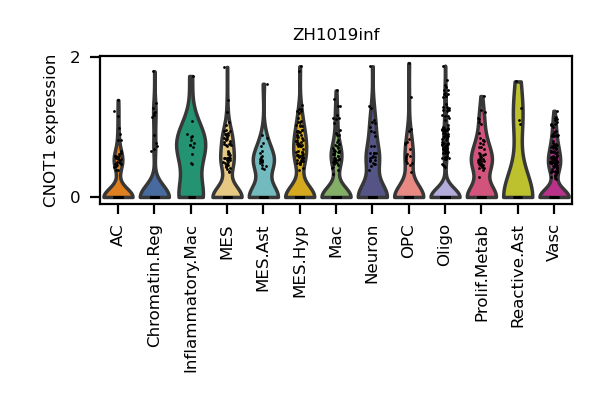 ZH1019inf
CNOT1 expression
2
0
AC
Chromatin.Reg
Inflammatory.Mac
MES
MES.Ast
MES.Hyp
Mac
Neuron
OPC
Oligo
Prolif.Metab
Reactive.Ast
Vasc